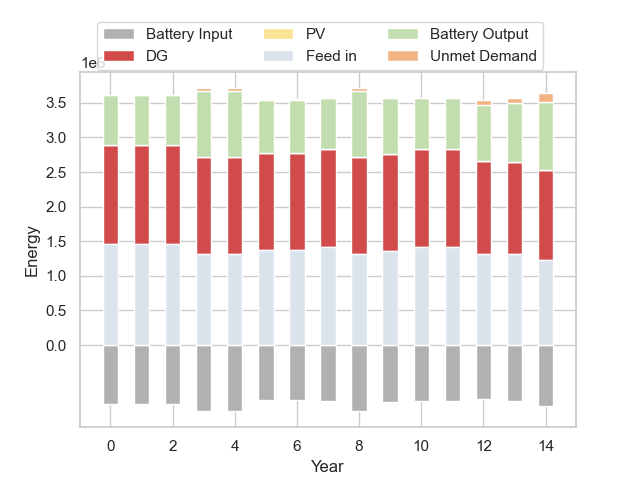 Battery Input PV Battery Output
DG Feed in Unmet Demand
1e6
3.5
3.0
2.5
2.0
1.5
1.0
0.5
0.0
Energy
0 2 4 6 8 10 12 14
Year